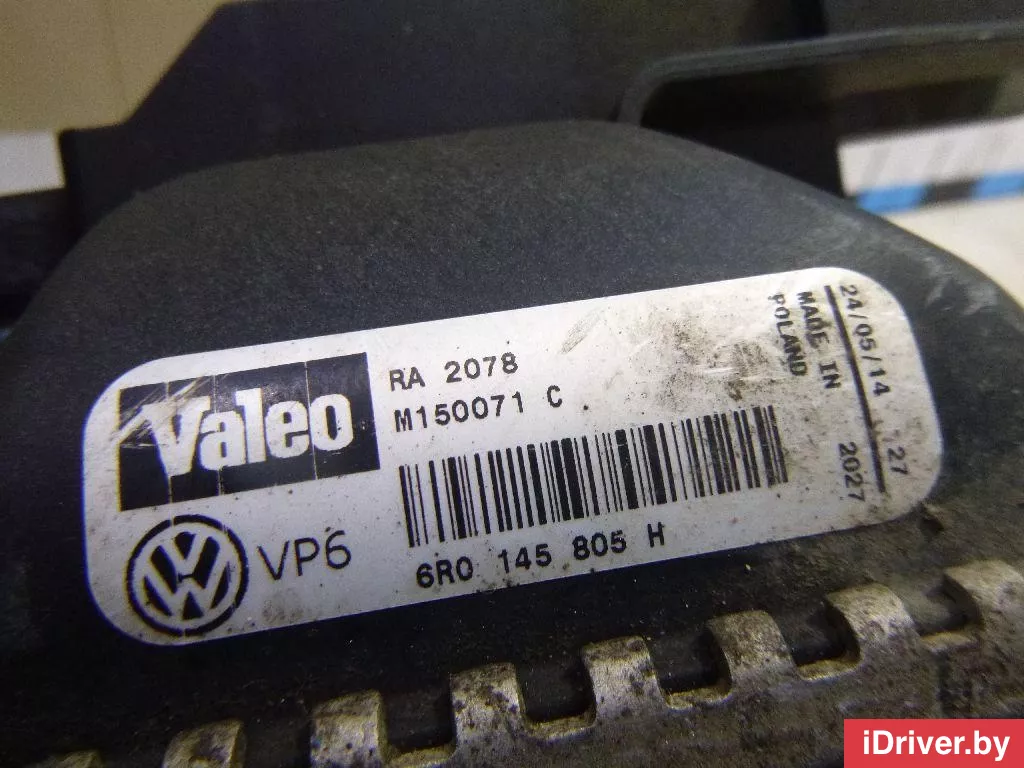 Valeo
RA 2078
M150071 C
VP6
6R0 145 805 H
MADE IN
POLAND
24/05/14 27
2027
iDriver.by